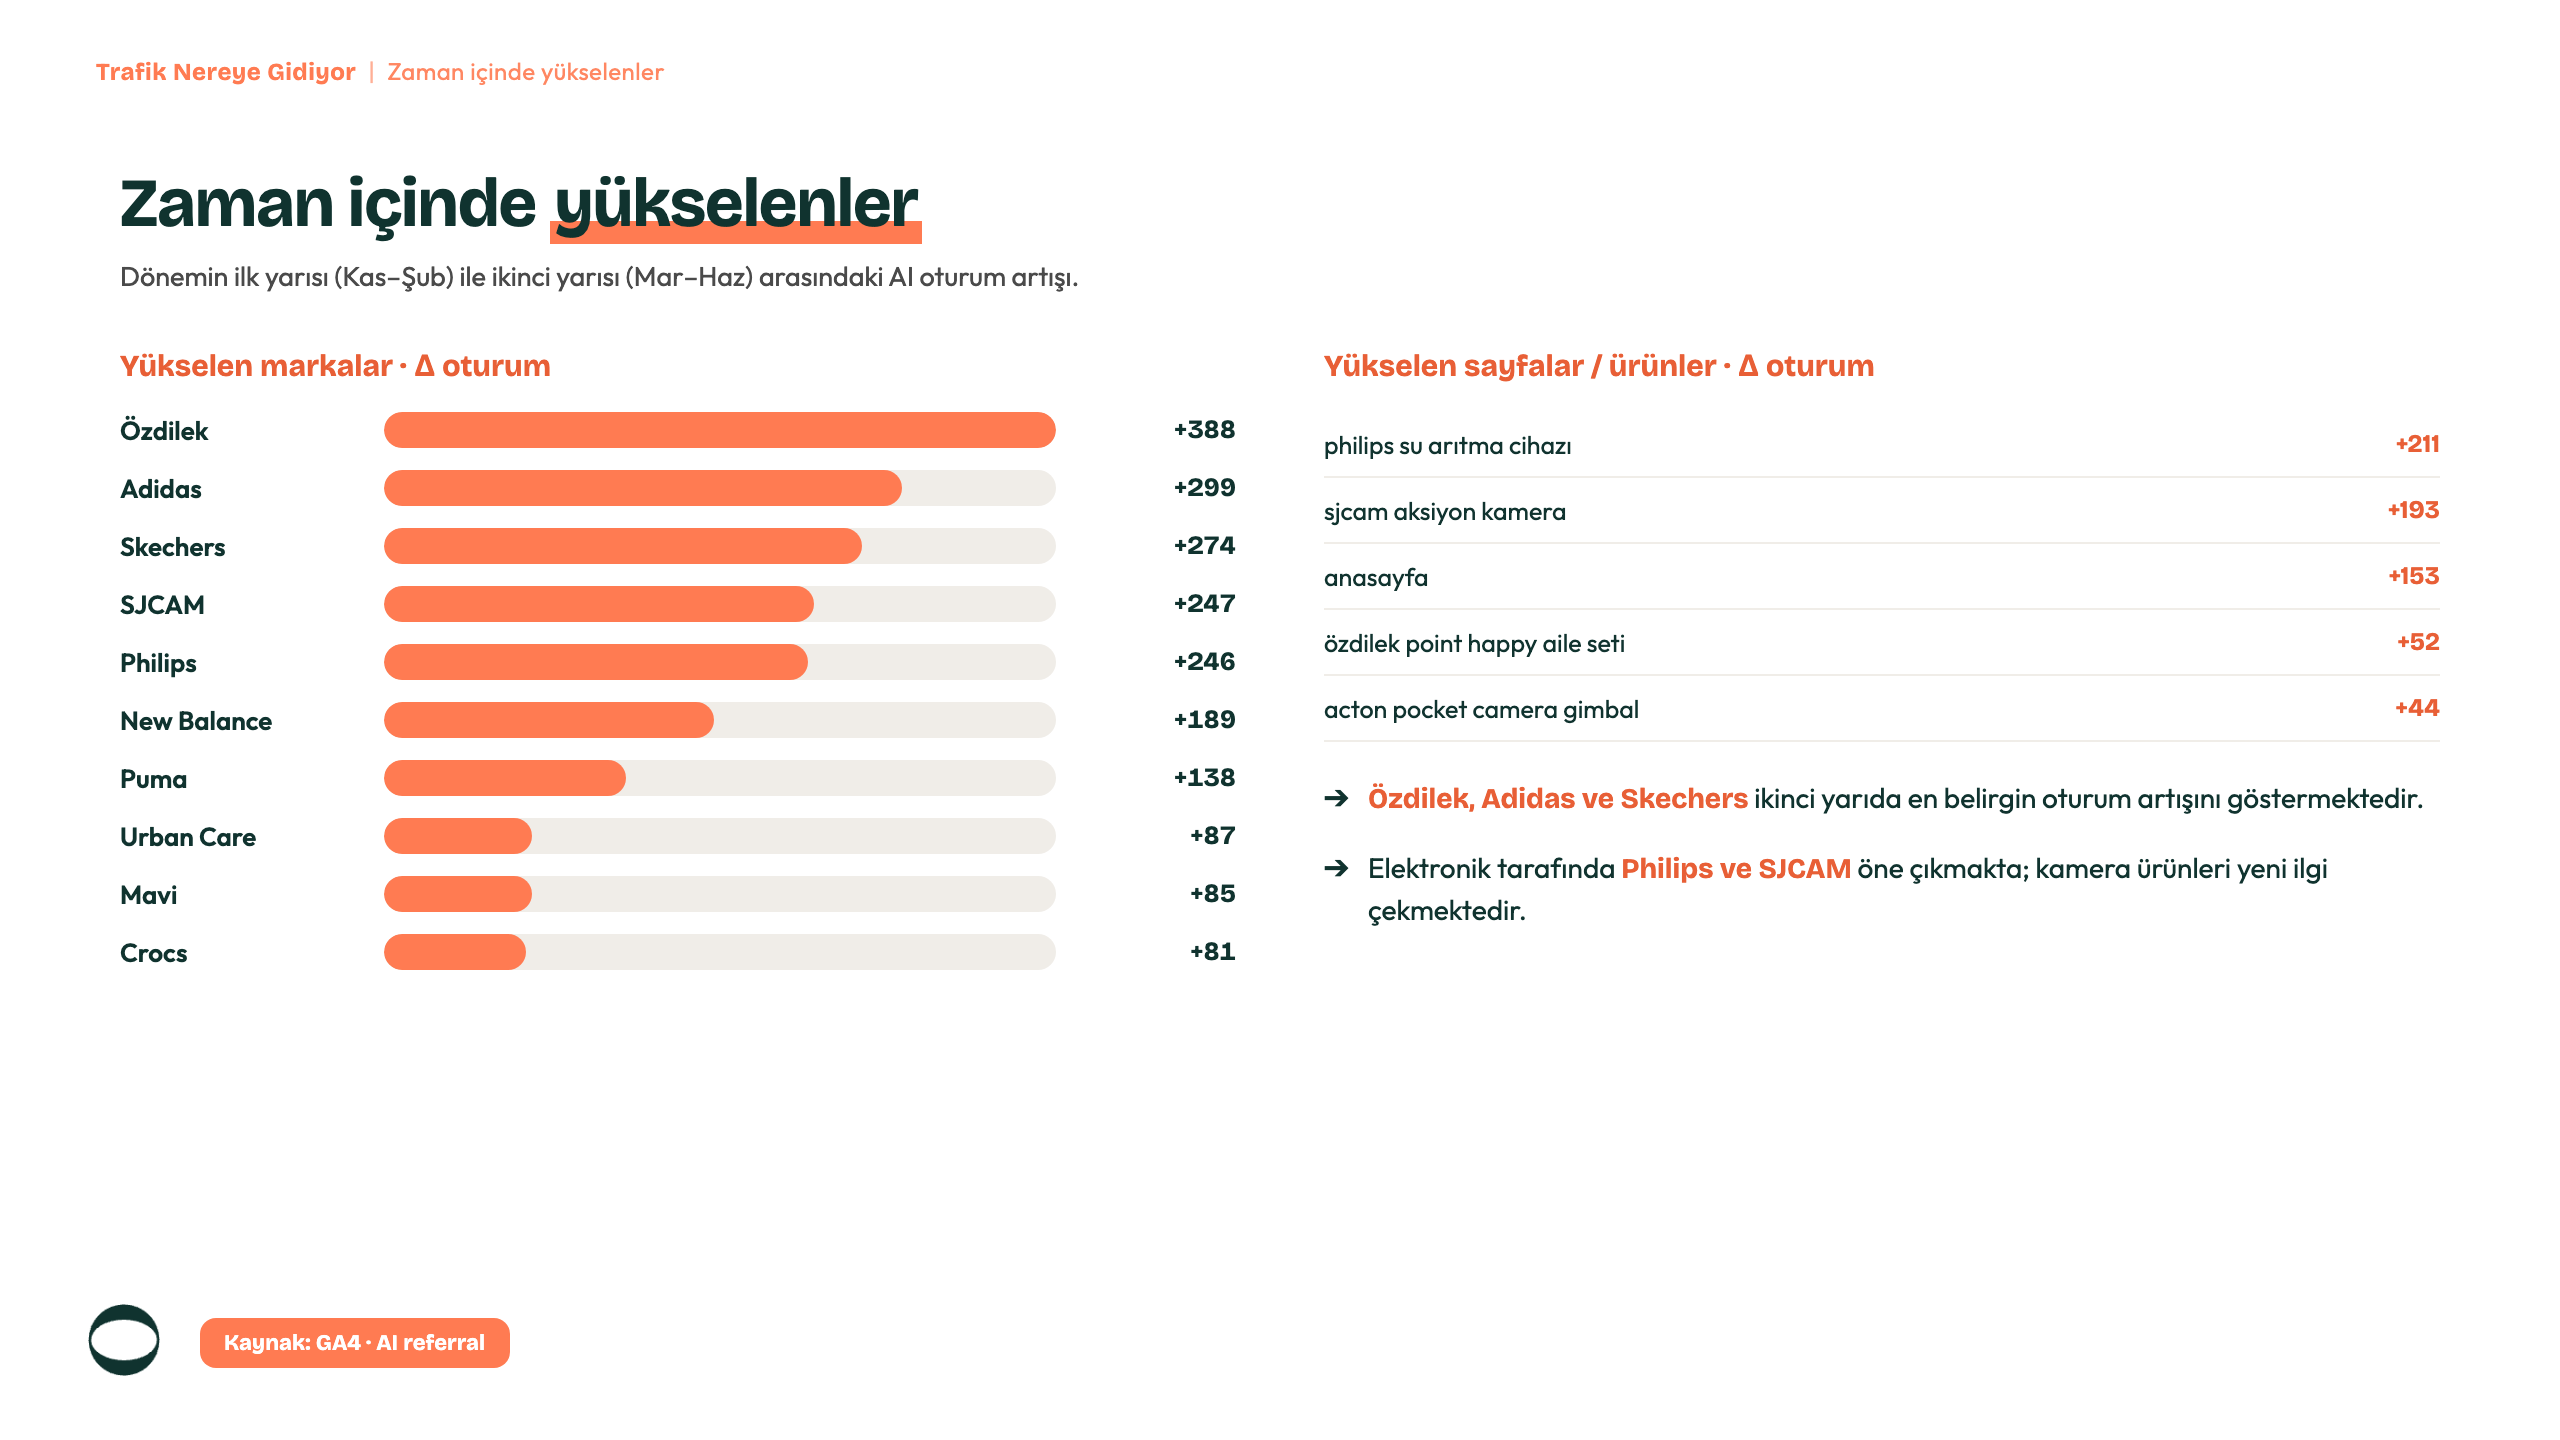 Trafik Nereye Gidiyor | Zaman içinde yükselenler
Zaman içinde yükselenler
Dönemin ilk yarısı (Kas–Şub) ile ikinci yarısı (Mar–Haz) arasındaki AI oturum artışı.
Yükselen markalar · Δ oturum
Özdilek +388
Adidas +299
Skechers +274
SJCAM +247
Philips +246
New Balance +189
Puma +138
Urban Care +87
Mavi +85
Crocs +81
Yükselen sayfalar / ürünler · Δ oturum
philips su arıtma cihazı +211
sjcam aksiyon kamera +193
anasayfa +153
özdilek point happy aile seti +52
acton pocket camera gimbal +44
➔ Özdilek, Adidas ve Skechers ikinci yarıda en belirgin oturum artışını göstermektedir.
➔ Elektronik tarafında Philips ve SJCAM öne çıkmakta; kamera ürünleri yeni ilgi
çekmektedir.
Kaynak: GA4 · AI referral